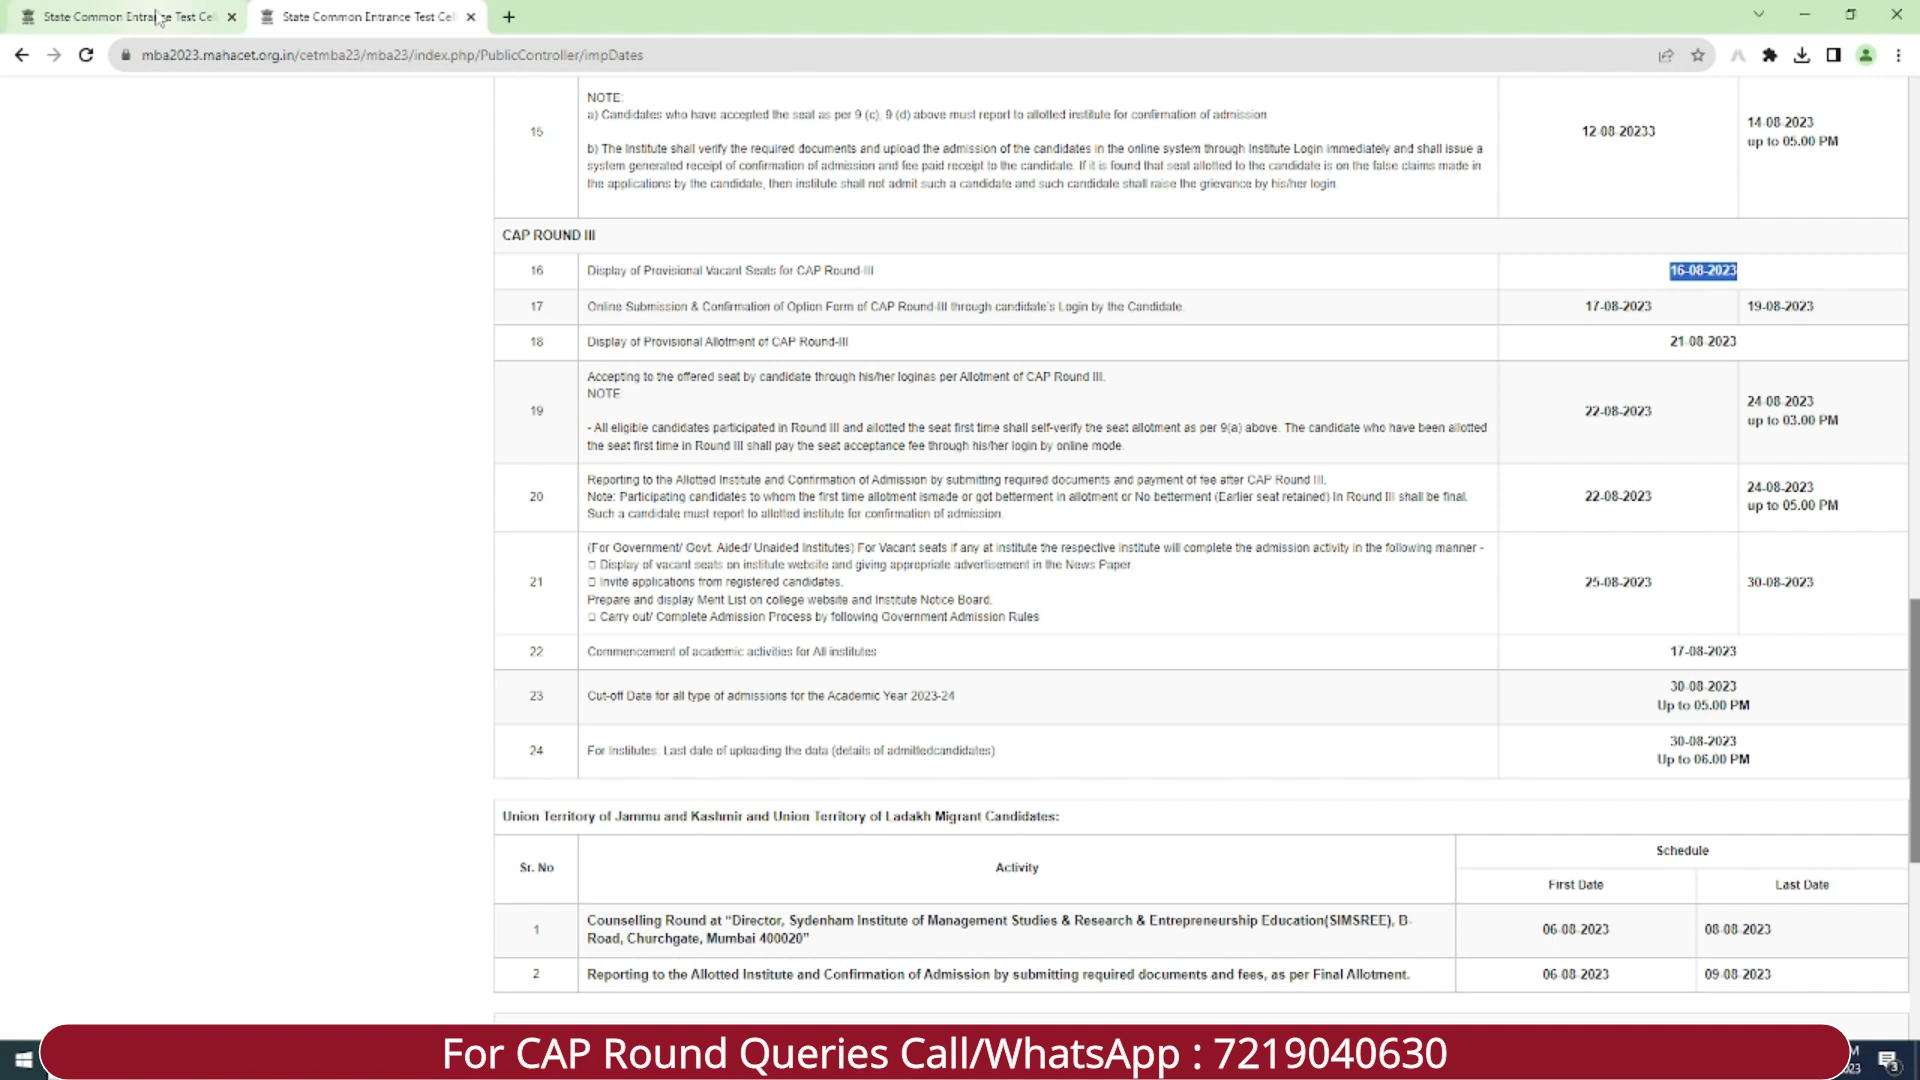 State Common Entrance Test Cell
State Common Entrance Test Cell
mba2023.mahacet.org.in/cetmba23/mba23/index.php/PublicController/impDates
15
NOTE:
a) Candidates who have accepted the seat as per 9 (c), 9 (d) above must report to allotted institute for confirmation of admission
b) The Institute shall verify the required documents and upload the admission of the candidates in the online system through Institute Login immediately and shall issue a
system generated receipt of confirmation of admission and fee paid receipt to the candidate. If it is found that seat allotted to the candidate is on the false claims made in
the applications by the candidate, then institute shall not admit such a candidate and such candidate shall raise the grievance by his/her login.
12-08-20233
14-08-2023
up to 05.00 PM
CAP ROUND III
16
Display of Provisional Vacant Seats for CAP Round-III
16-08-2023
17
Online Submission & Confirmation of Option Form of CAP Round-III through candidate's Login by the Candidate.
17-08-2023
19-08-2023
18
Display of Provisional Allotment of CAP Round-III
21-08-2023
19
Accepting to the offered seat by candidate through his/her loginas per Allotment of CAP Round III.
NOTE
- All eligible candidates participated in Round III and allotted the seat first time shall self-verify the seat allotment as per 9(a) above. The candidate who have been allotted
the seat first time in Round III shall pay the seat acceptance fee through his/her login by online mode.
22-08-2023
24-08-2023
up to 03.00 PM
20
Reporting to the Allotted Institute and Confirmation of Admission by submitting required documents and payment of fee after CAP Round III.
Note: Participating candidates to whom the first time allotment ismade or got betterment in allotment or No betterment (Earlier seat retained) In Round III shall be final.
Such a candidate must report to allotted institute for confirmation of admission.
22-08-2023
24-08-2023
up to 05.00 PM
21
(For Government/ Govt. Aided/ Unaided Institutes) For Vacant seats if any at institute the respective institute will complete the admission activity in the following manner -
Display of vacant seats on institute website and giving appropriate advertisement in the News Paper.
Invite applications from registered candidates.
Prepare and display Merit List on college website and Institute Notice Board.
Carry out/ Complete Admission Process by following Government Admission Rules
25-08-2023
30-08-2023
22
Commencement of academic activities for All institutes
17-08-2023
23
Cut-off Date for all type of admissions for the Academic Year 2023-24
30-08-2023
Up to 05.00 PM
24
For Institutes: Last date of uploading the data (details of admittedcandidates)
30-08-2023
Up to 06.00 PM
Union Territory of Jammu and Kashmir and Union Territory of Ladakh Migrant Candidates:
Sr. No
Activity
Schedule
First Date
Last Date
1
Counselling Round at "Director, Sydenham Institute of Management Studies & Research & Entrepreneurship Education(SIMSREE), B-
Road, Churchgate, Mumbai 400020"
06-08-2023
08-08-2023
2
Reporting to the Allotted Institute and Confirmation of Admission by submitting required documents and fees, as per Final Allotment.
06-08-2023
09-08-2023
For CAP Round Queries Call/WhatsApp : 7219040630
3